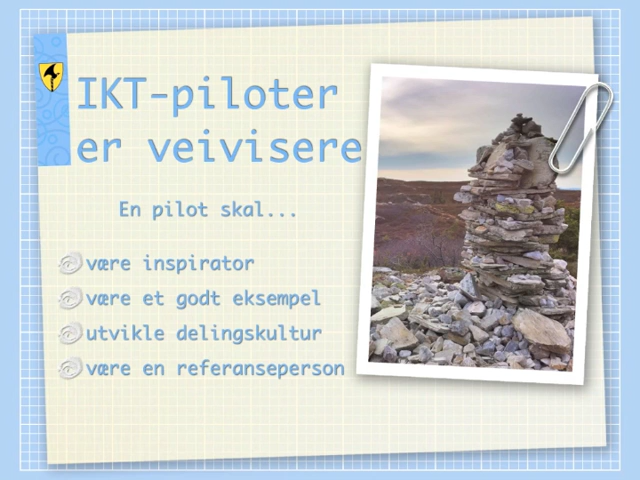 IKT-piloter
er veivisere
En pilot skal...
være inspirator
være et godt eksempel
utvikle delingskultur
være en referanseperson